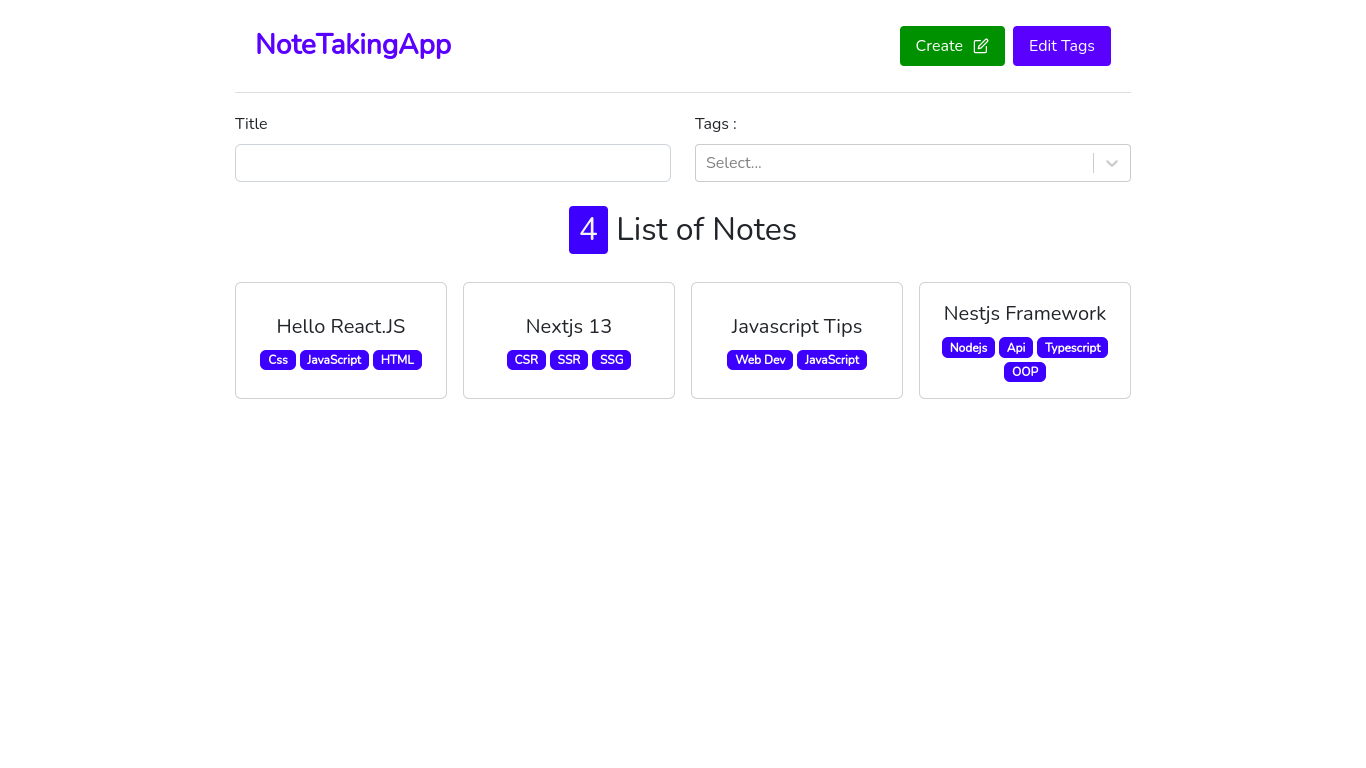 NoteTakingApp
Create
Edit Tags
Title
Tags :
Select...
4 List of Notes
Hello React.JS
Css JavaScript HTML
Nextjs 13
CSR SSR SSG
Javascript Tips
Web Dev JavaScript
Nestjs Framework
Nodejs Api Typescript
OOP